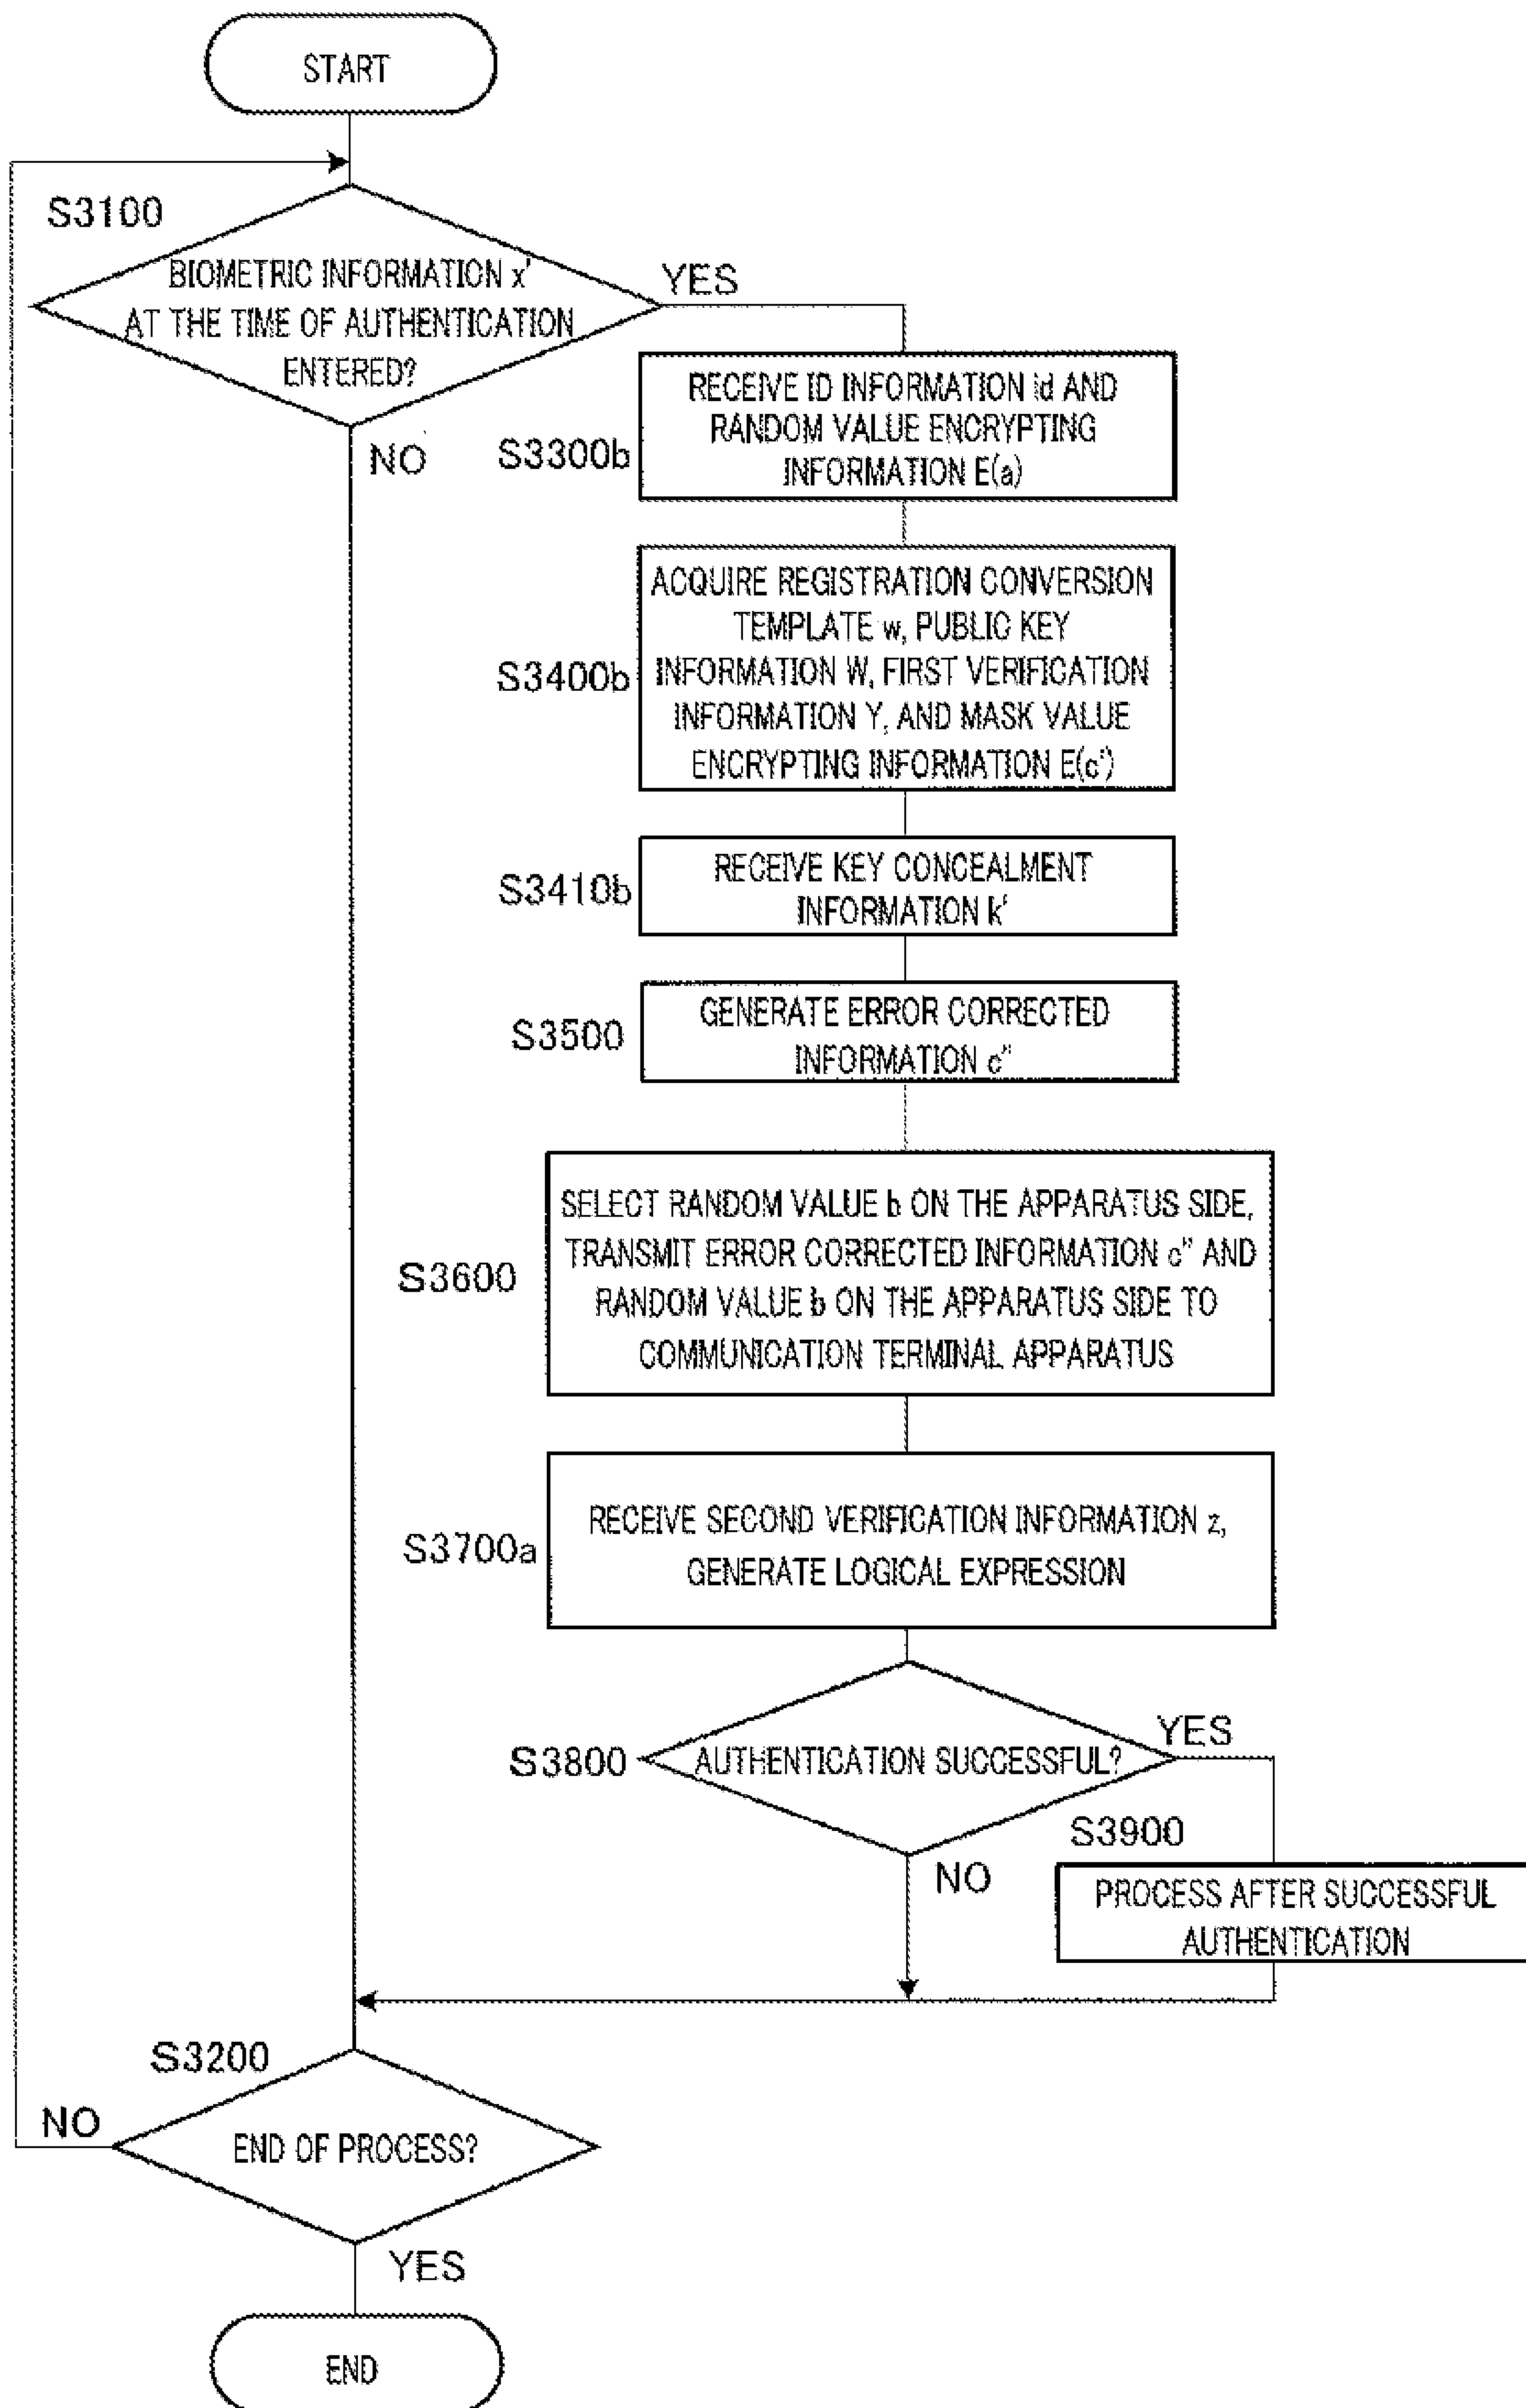 START
S3100
BIOMETRIC INFORMATION x'
AT THE TIME OF AUTHENTICATION
ENTERED?
YES
NO
S3300b
RECEIVE ID INFORMATION id AND
RANDOM VALUE ENCRYPTING
INFORMATION E(a)
S3400b
ACQUIRE REGISTRATION CONVERSION
TEMPLATE w, PUBLIC KEY
INFORMATION W, FIRST VERIFICATION
INFORMATION Y, AND MASK VALUE
ENCRYPTING INFORMATION E(c')
S3410b
RECEIVE KEY CONCEALMENT
INFORMATION k'
S3500
GENERATE ERROR CORRECTED
INFORMATION c"
S3600
SELECT RANDOM VALUE b ON THE APPARATUS SIDE,
TRANSMIT ERROR CORRECTED INFORMATION c" AND
RANDOM VALUE b ON THE APPARATUS SIDE TO
COMMUNICATION TERMINAL APPARATUS
S3700a
RECEIVE SECOND VERIFICATION INFORMATION z,
GENERATE LOGICAL EXPRESSION
S3800
AUTHENTICATION SUCCESSFUL?
YES
NO
S3900
PROCESS AFTER SUCCESSFUL
AUTHENTICATION
S3200
END OF PROCESS?
NO
YES
END